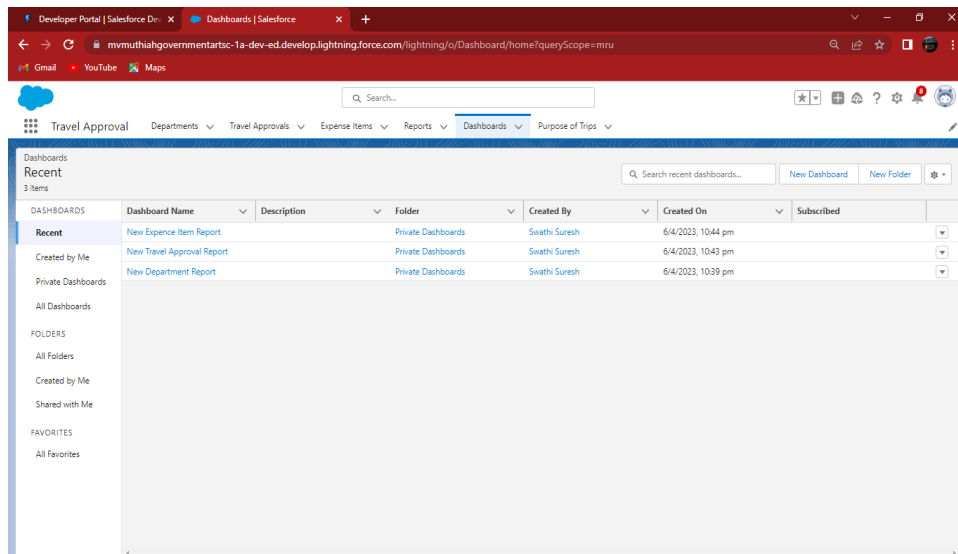 Developer Portal | Salesforce Dev
Dashboards | Salesforce
mvmuthiahgovernmentartsc-1a-dev-ed.develop.lightning.force.com/lightning/o/Dashboard/home?queryScope=mru
Gmail YouTube Maps
Search...
8
Travel Approval Departments Travel Approvals Expense Items Reports Dashboards Purpose of Trips
Dashboards
Recent
3 items
Search recent dashboards...
New Dashboard New Folder
DASHBOARDS
Recent
Created by Me
Private Dashboards
All Dashboards
FOLDERS
All Folders
Created by Me
Shared with Me
FAVORITES
All Favorites
Dashboard Name Description Folder Created By Created On Subscribed
New Expence Item Report Private Dashboards Swathi Suresh 6/4/2023, 10:44 pm
New Travel Approval Report Private Dashboards Swathi Suresh 6/4/2023, 10:43 pm
New Department Report Private Dashboards Swathi Suresh 6/4/2023, 10:39 pm